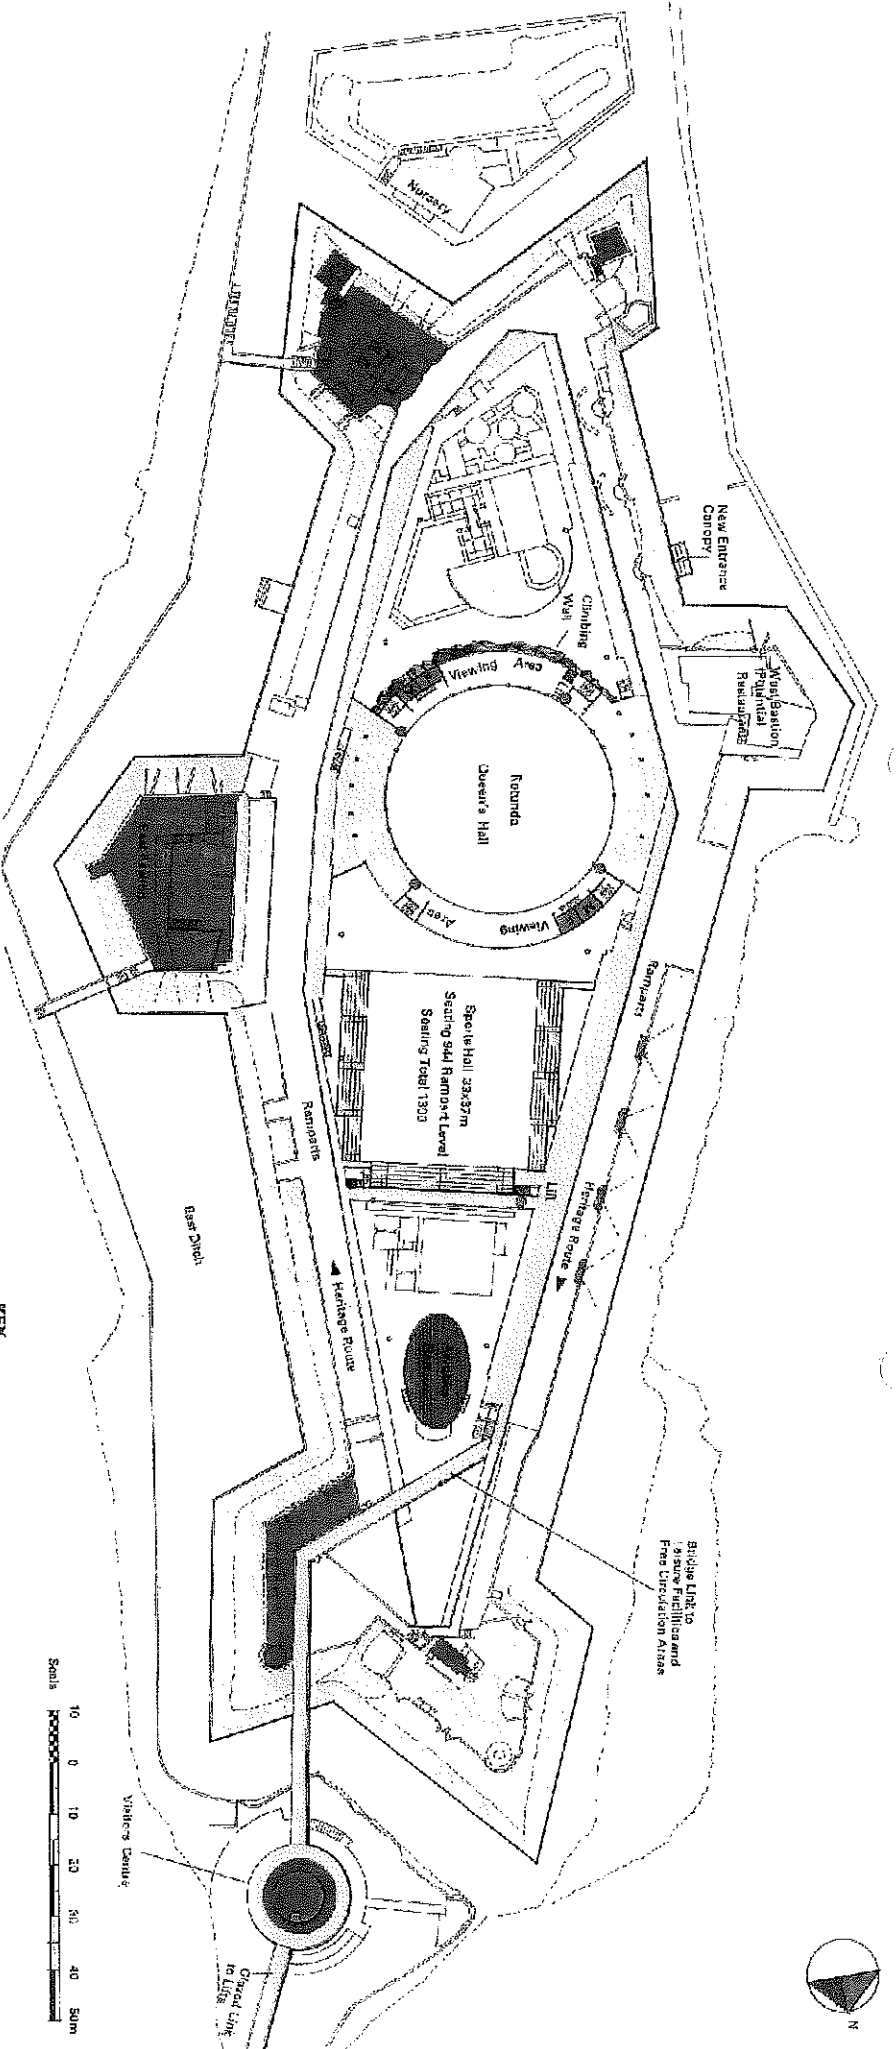 Nursery
New Entrance
Canopy
Climbing
Wall
West Bastion
Potential
Restaurant
Viewing Area
Rotunda
Queen's Hall
Viewing
Area
Ramparts
Sports Hall 33x37m
Seating 944 Rampart Level
Seating Total 1300
Ramparts
Lift
Heritage Route
East Ditch
Heritage Route
Bridge Link to
Leisure Facilities and
Free Circulation Areas
Scale
10 0 10 20 30 40 50m
Visitors Centre
Glazed Link
to Lifts
N
KEY